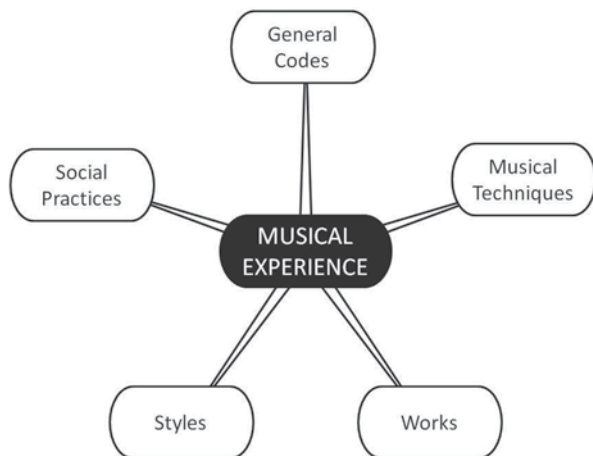 General
Codes
Social
Practices
Musical
Techniques
MUSICAL
EXPERIENCE
Styles
Works